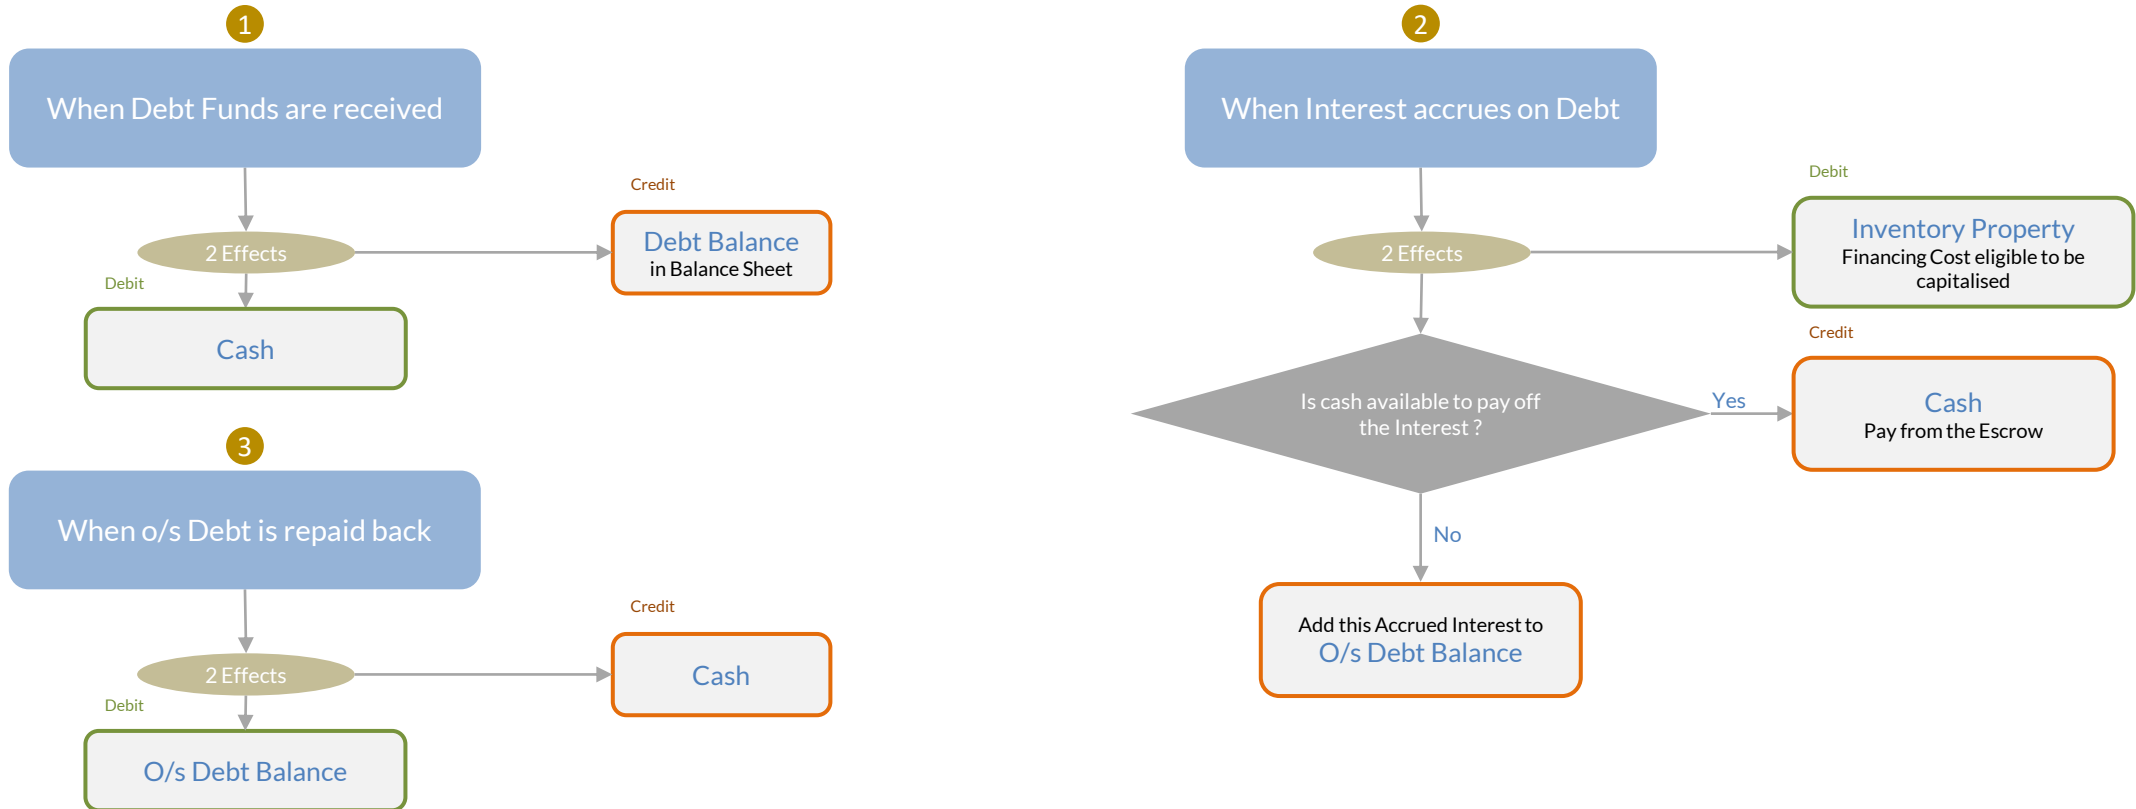 1
When Debt Funds are received
2 Effects
Credit
Debt Balance
in Balance Sheet
Debit
Cash
2
When Interest accrues on Debt
2 Effects
Debit
Inventory Property
Financing Cost eligible to be
capitalised
Is cash available to pay off
the Interest ?
Yes
Credit
Cash
Pay from the Escrow
No
Add this Accrued Interest to
O/s Debt Balance
3
When o/s Debt is repaid back
2 Effects
Credit
Cash
Debit
O/s Debt Balance